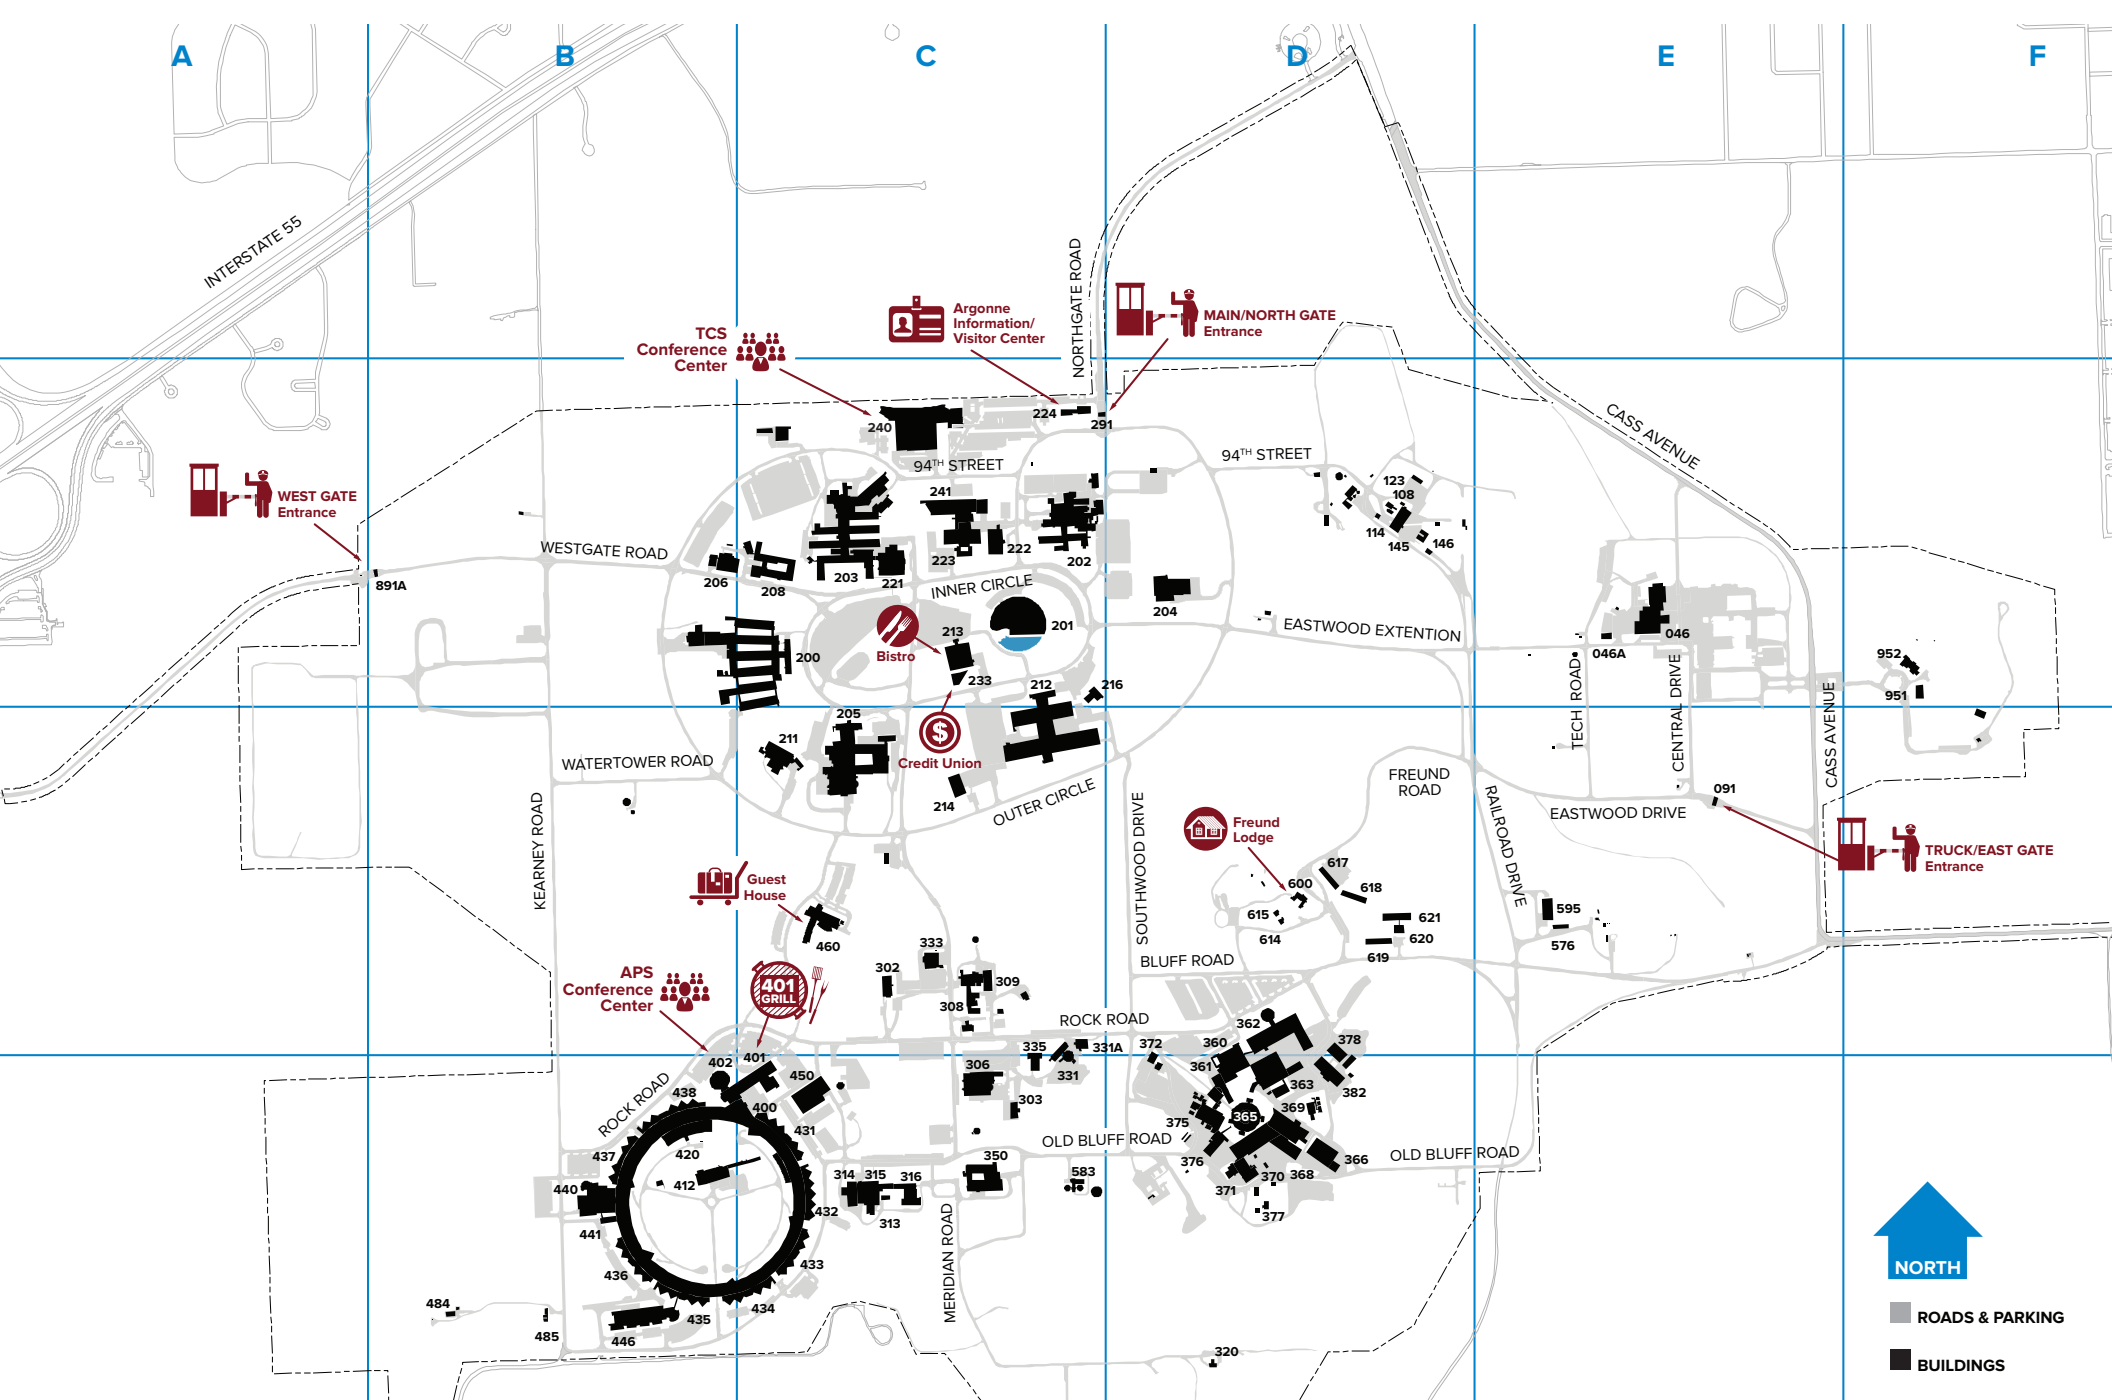 A
B
C
D
E
F
INTERSTATE 55
NORTHGATE ROAD
TCS
Conference
Center
Argonne
Information/
Visitor Center
MAIN/NORTH GATE
Entrance
224
291
240
94TH STREET
94TH STREET
CASS AVENUE
WEST GATE
Entrance
891A
WESTGATE ROAD
241
123
108
114
145
146
206
208
203
221
223
222
202
INNER CIRCLE
204
201
213
Bistro
233
200
EASTWOOD EXTENTION
046
046A
952
951
212
216
205
211
Credit Union
214
WATERTOWER ROAD
OUTER CIRCLE
TECH ROAD
CENTRAL DRIVE
CASS AVENUE
FREUND
ROAD
091
EASTWOOD DRIVE
RAILROAD DRIVE
TRUCK/EAST GATE
Entrance
KEARNEY ROAD
SOUTHWOOD DRIVE
Freund
Lodge
617
600
618
615
614
621
620
619
595
576
Guest
House
460
BLUFF ROAD
333
302
309
308
APS
Conference
Center
401
GRILL
ROCK ROAD
362
360
361
372
378
335
331A
331
306
303
363
382
369
365
375
376
402
401
450
438
400
431
ROCK ROAD
437
420
412
440
441
432
OLD BLUFF ROAD
OLD BLUFF ROAD
366
368
370
371
377
350
583
314
315
316
313
436
433
434
435
446
484
485
MERIDIAN ROAD
320
NORTH
ROADS & PARKING
BUILDINGS